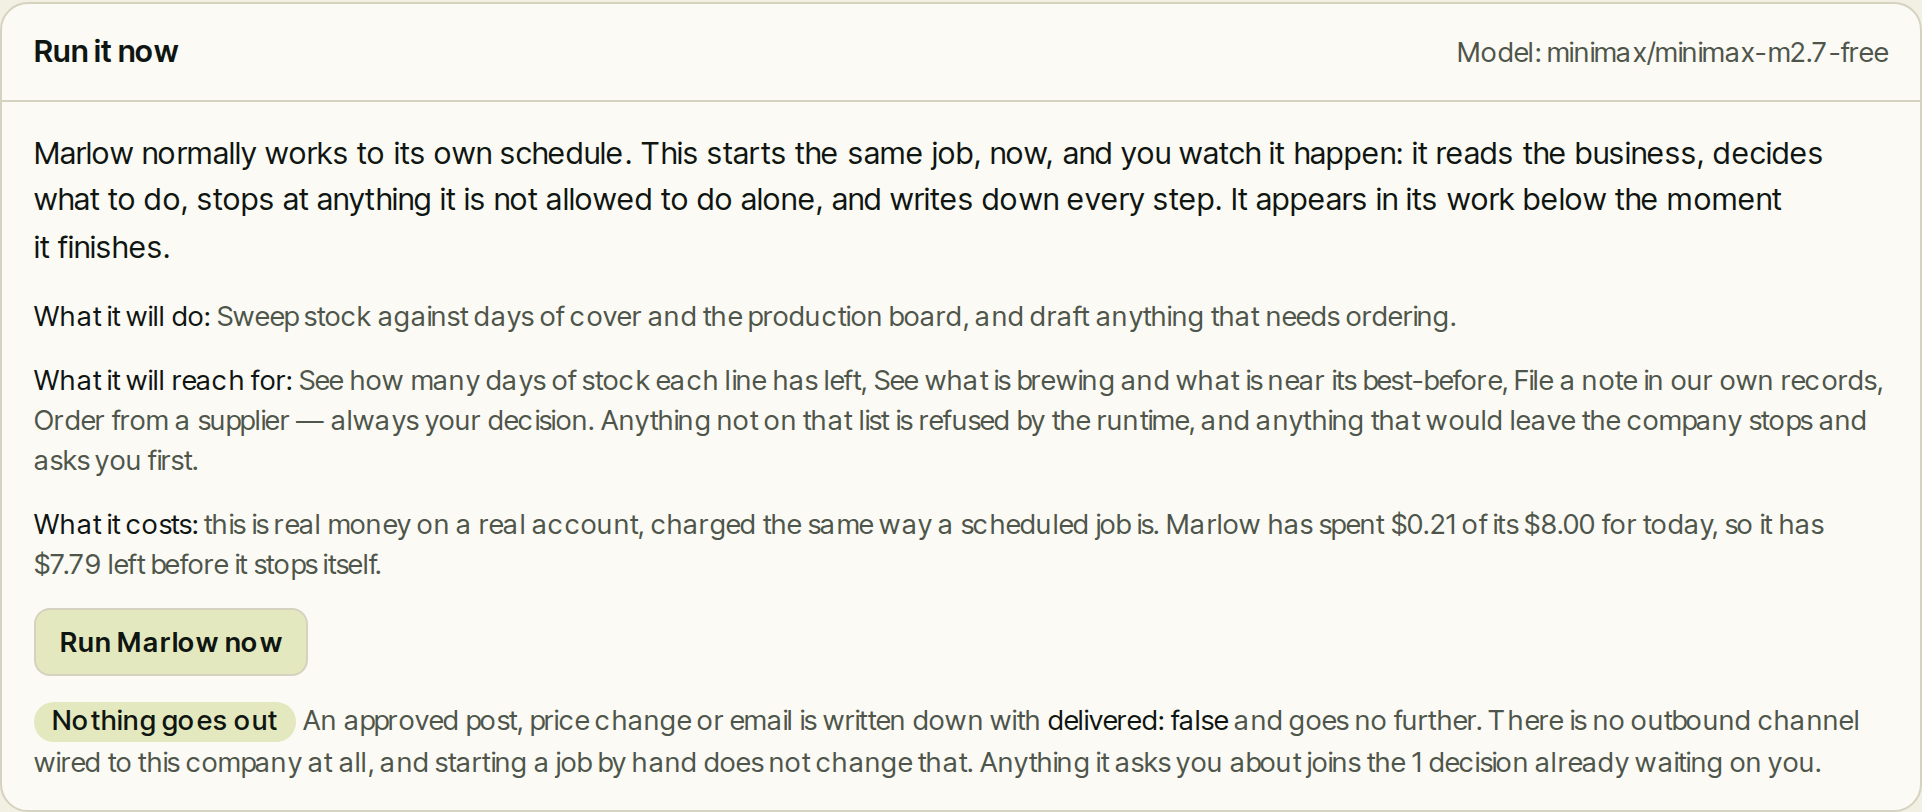 Run it now
Model: minimax/minimax-m2.7-free
Marlow normally works to its own schedule. This starts the same job, now, and you watch it happen: it reads the business, decides
what to do, stops at anything it is not allowed to do alone, and writes down every step. It appears in its work below the moment
it finishes.
What it will do: Sweep stock against days of cover and the production board, and draft anything that needs ordering.
What it will reach for: See how many days of stock each line has left, See what is brewing and what is near its best-before, File a note in our own records,
Order from a supplier — always your decision. Anything not on that list is refused by the runtime, and anything that would leave the company stops and
asks you first.
What it costs: this is real money on a real account, charged the same way a scheduled job is. Marlow has spent $0.21 of its $8.00 for today, so it has
$7.79 left before it stops itself.
Run Marlow now
Nothing goes out An approved post, price change or email is written down with delivered: false and goes no further. There is no outbound channel
wired to this company at all, and starting a job by hand does not change that. Anything it asks you about joins the 1 decision already waiting on you.